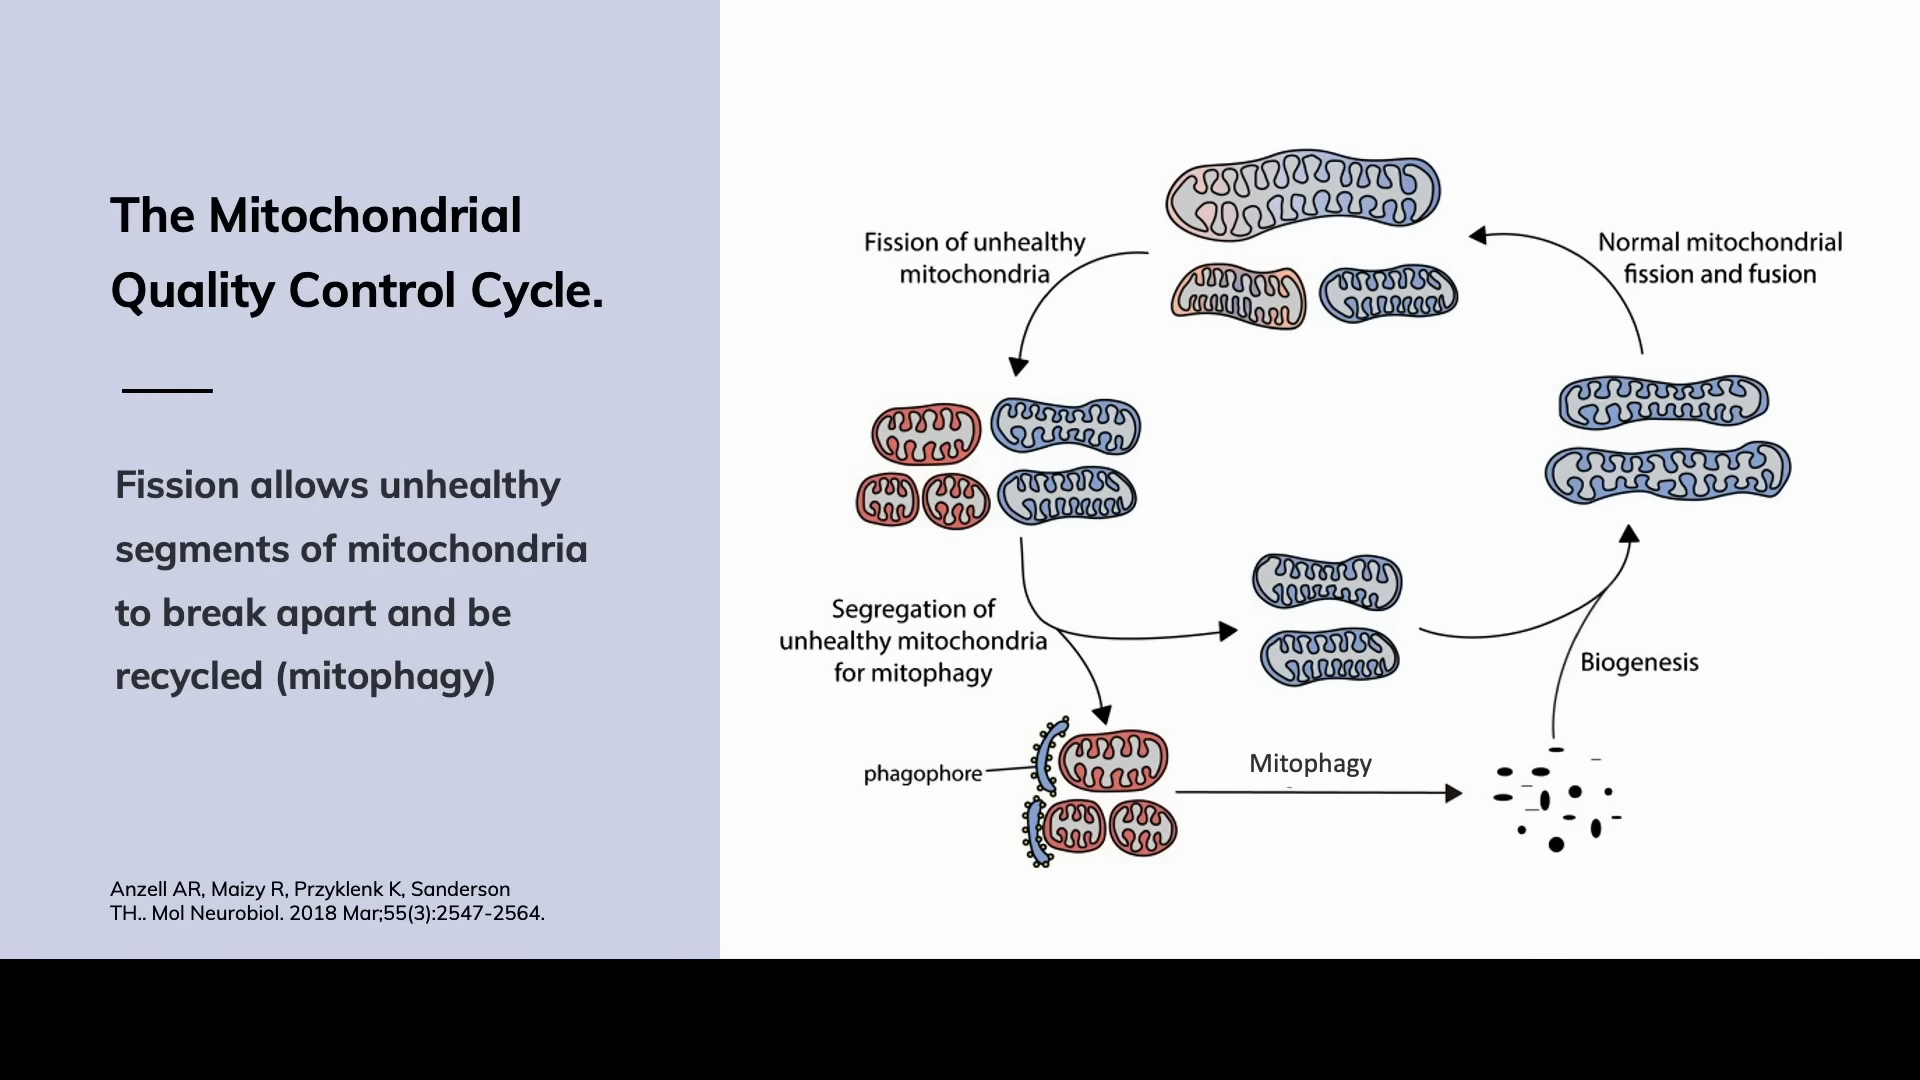 The Mitochondrial
Quality Control Cycle.
Fission allows unhealthy
segments of mitochondria
to break apart and be
recycled (mitophagy)
Anzell AR, Maizy R, Przyklenk K, Sanderson
TH.. Mol Neurobiol. 2018 Mar;55(3):2547-2564.
Fission of unhealthy
mitochondria
Normal mitochondrial
fission and fusion
Segregation of
unhealthy mitochondria
for mitophagy
Biogenesis
phagophore
Mitophagy